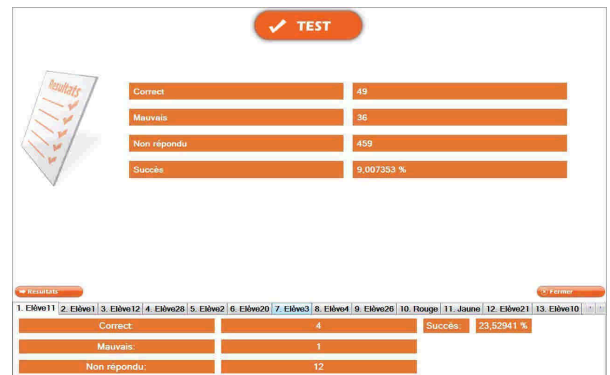 TEST
Resultats
Correct 49
Mauvais 36
Non répondu 459
Succès 9,007353 %
Résultats Fermer
1. Elève11 2. Elève1 3. Elève12 4. Elève28 5. Elève2 6. Elève20 7. Elève3 8. Elève4 9. Elève26 10. Rouge 11. Jaune 12. Elève21 13. Elève10
Correct: 4 Succès: 23,52941 %
Mauvais: 1
Non répondu: 12